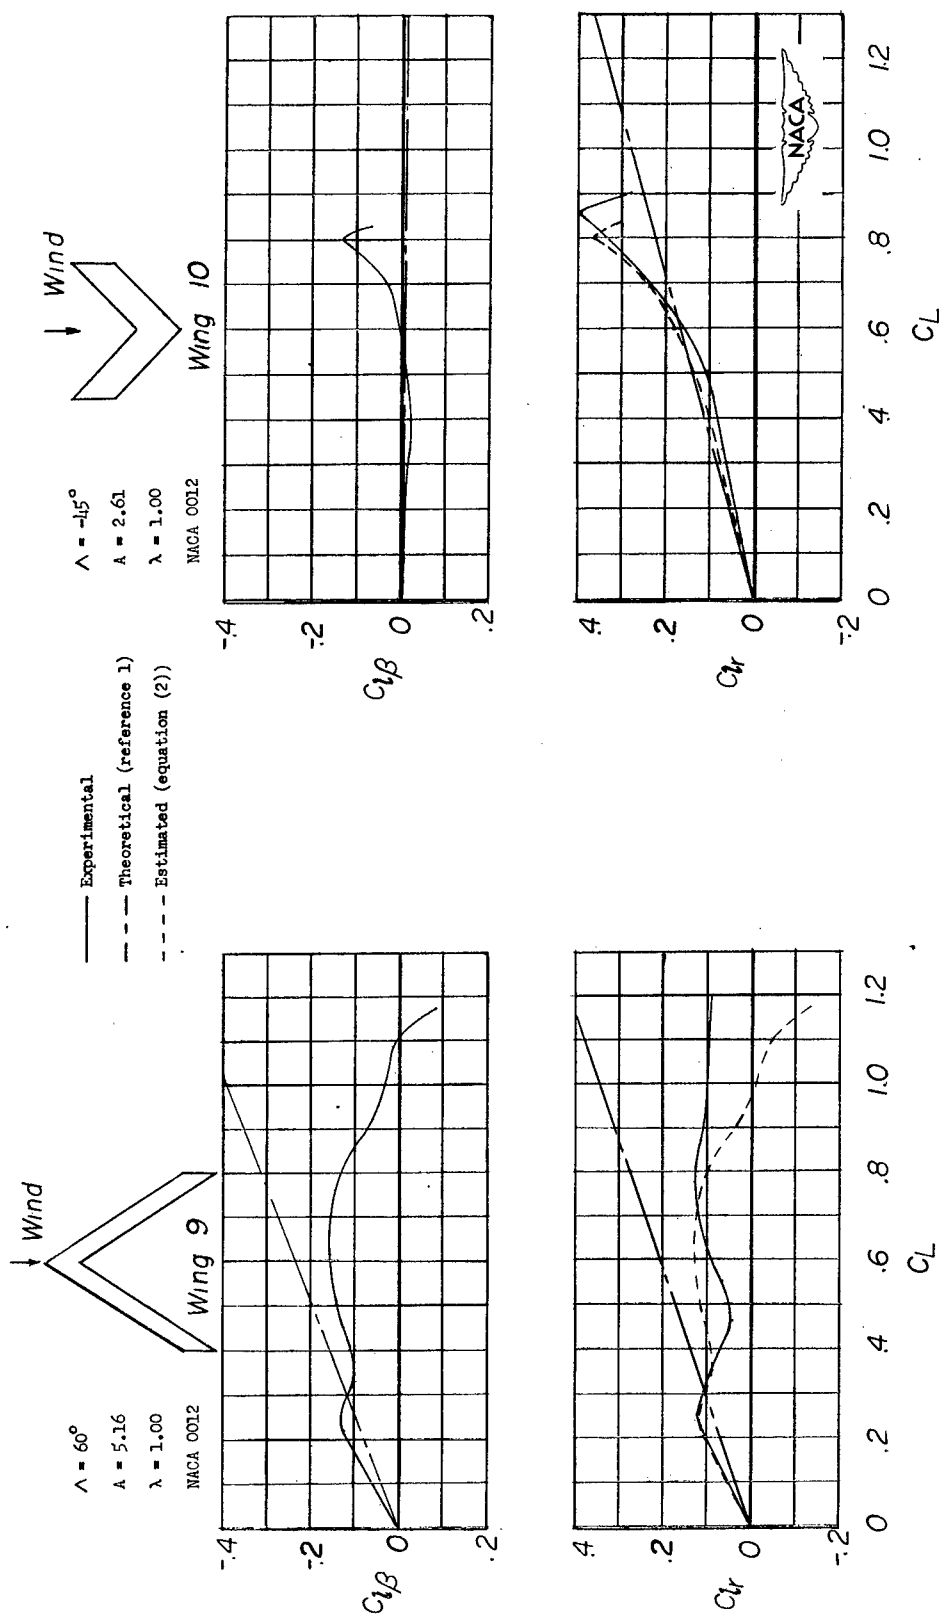 Wind
Λ = 60°
A = 5.16
λ = 1.00
NACA 0012
Wing 9
—— Experimental
— - — Theoretical (reference 1)
- - - - Estimated (equation (2))
Λ = -45°
A = 2.61
λ = 1.00
NACA 0012
Wind
Wing 10
-.4
-.2
0
.2
Clβ
.4
.2
0
-.2
Clr
0 .2 .4 .6 .8 1.0 1.2
CL
-.4
-.2
0
.2
Clβ
.4
.2
0
-.2
Clr
0 .2 .4 .6 .8 1.0 1.2
CL
NACA